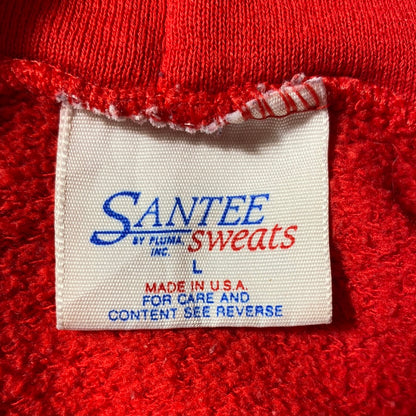 SANTEE
BY PLUMA, INC. sweats
L
MADE IN U.S.A.
FOR CARE AND
CONTENT SEE REVERSE